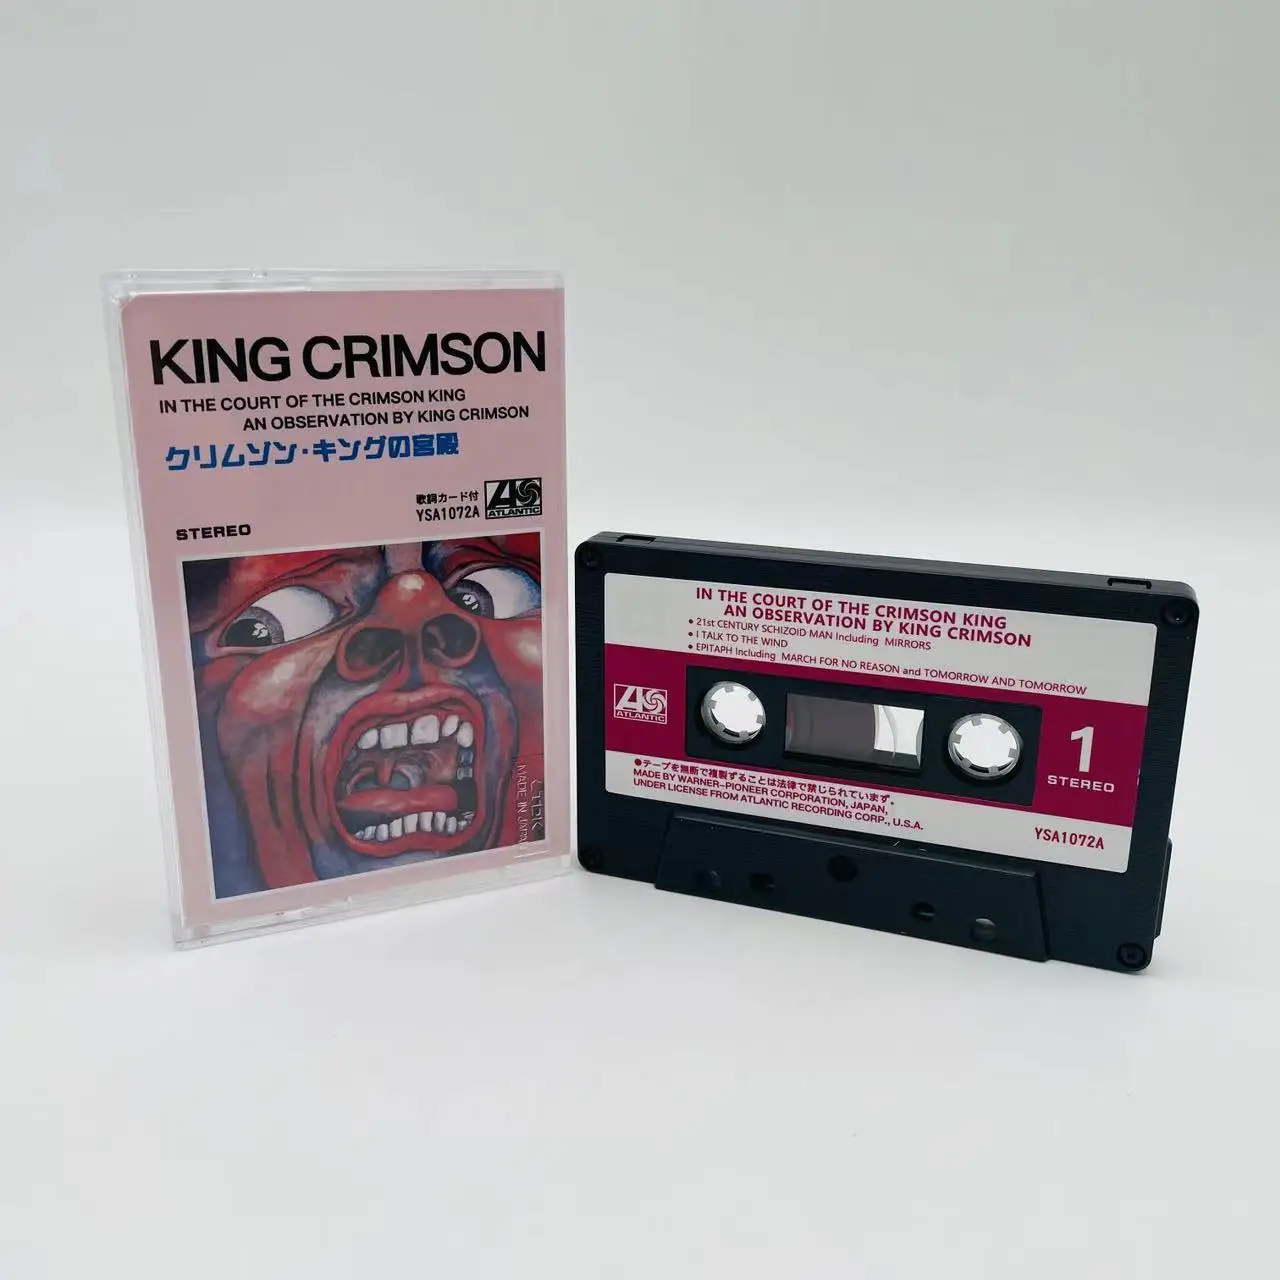 KING CRIMSON
IN THE COURT OF THE CRIMSON KING
AN OBSERVATION BY KING CRIMSON
クリムゾン・キングの宮殿
歌詞カード付
YSA1072A
ATLANTIC
STEREO
TDK
MADE IN JAPAN
IN THE COURT OF THE CRIMSON KING
AN OBSERVATION BY KING CRIMSON
• 21st CENTURY SCHIZOID MAN Including MIRRORS
• I TALK TO THE WIND
• EPITAPH Including MARCH FOR NO REASON and TOMORROW AND TOMORROW
ATLANTIC
1
STEREO
●テープを無断で複製することは法律で禁じられています。
MADE BY WARNER-PIONEER CORPORATION, JAPAN,
UNDER LICENSE FROM ATLANTIC RECORDING CORP., U.S.A.
YSA1072A